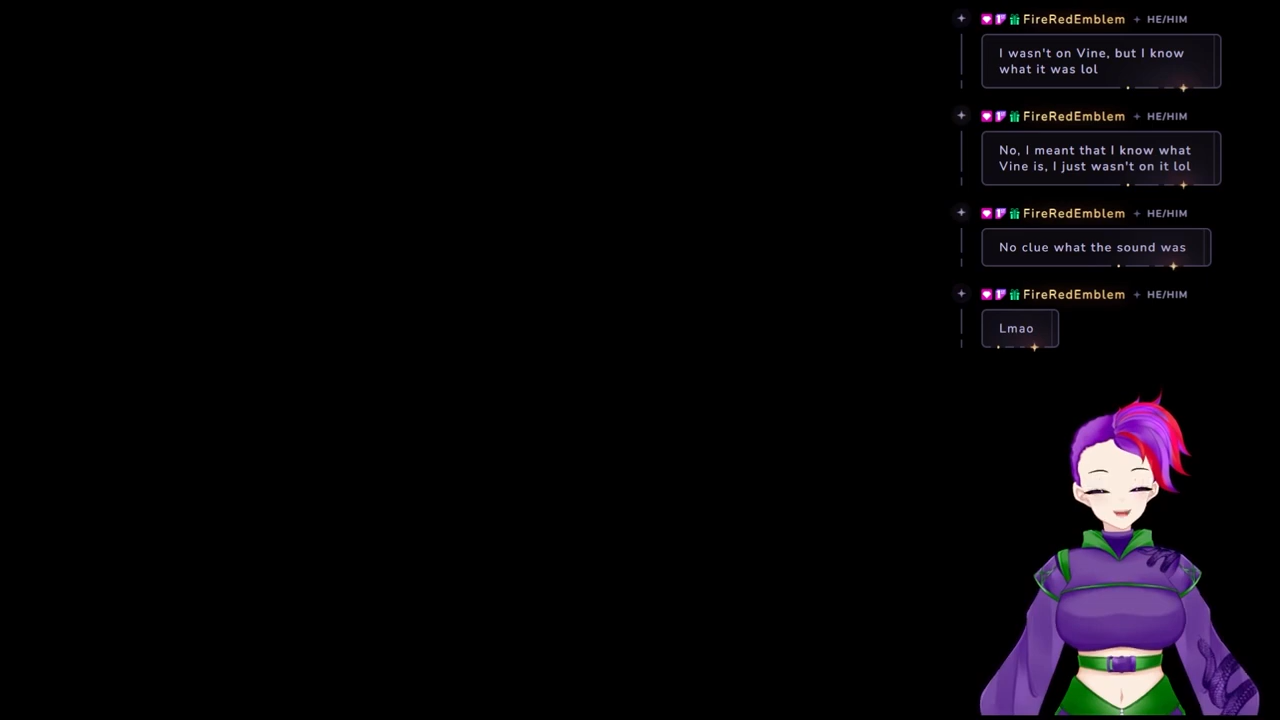 FireRedEmblem + HE/HIM
I wasn't on Vine, but I know
what it was lol
FireRedEmblem + HE/HIM
No, I meant that I know what
Vine is, I just wasn't on it lol
FireRedEmblem + HE/HIM
No clue what the sound was
FireRedEmblem + HE/HIM
Lmao